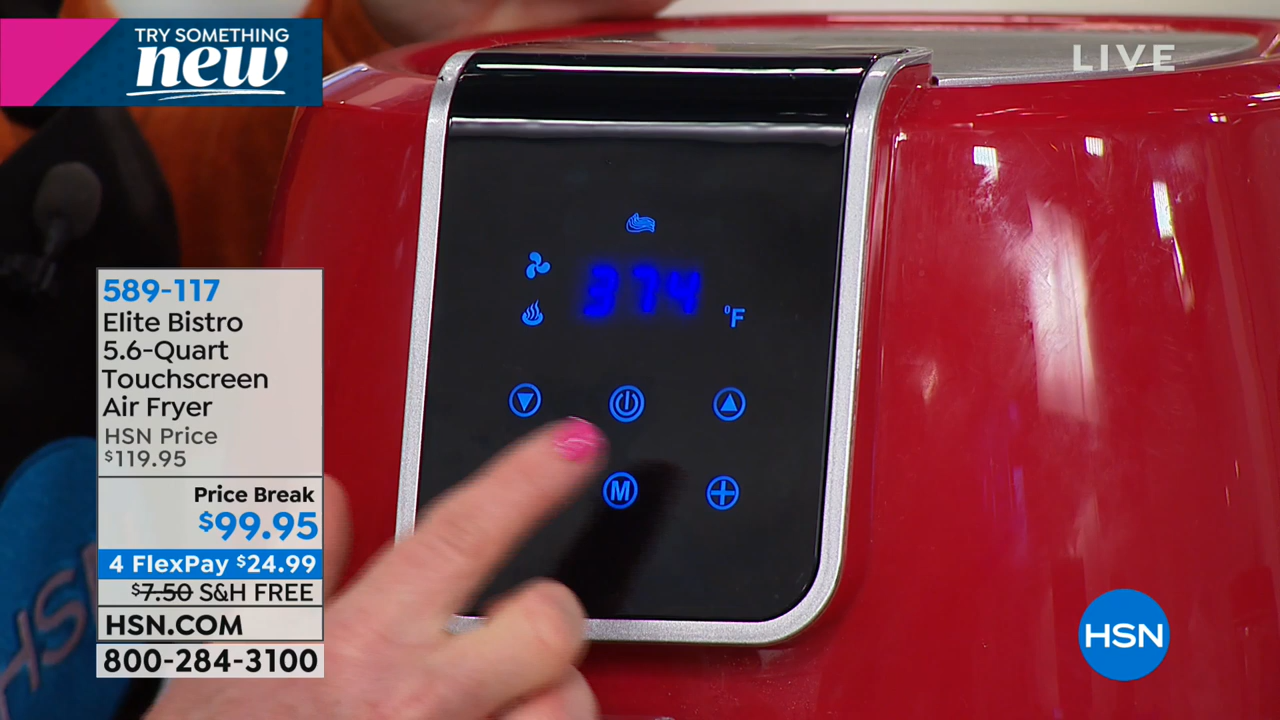 TRY SOMETHING
new
LIVE
589-117
Elite Bistro
5.6-Quart
Touchscreen
Air Fryer
HSN Price
$119.95
Price Break
$99.95
4 FlexPay $24.99
$7.50 S&H FREE
HSN.COM
800-284-3100
374
°F
M
HSN
HSN